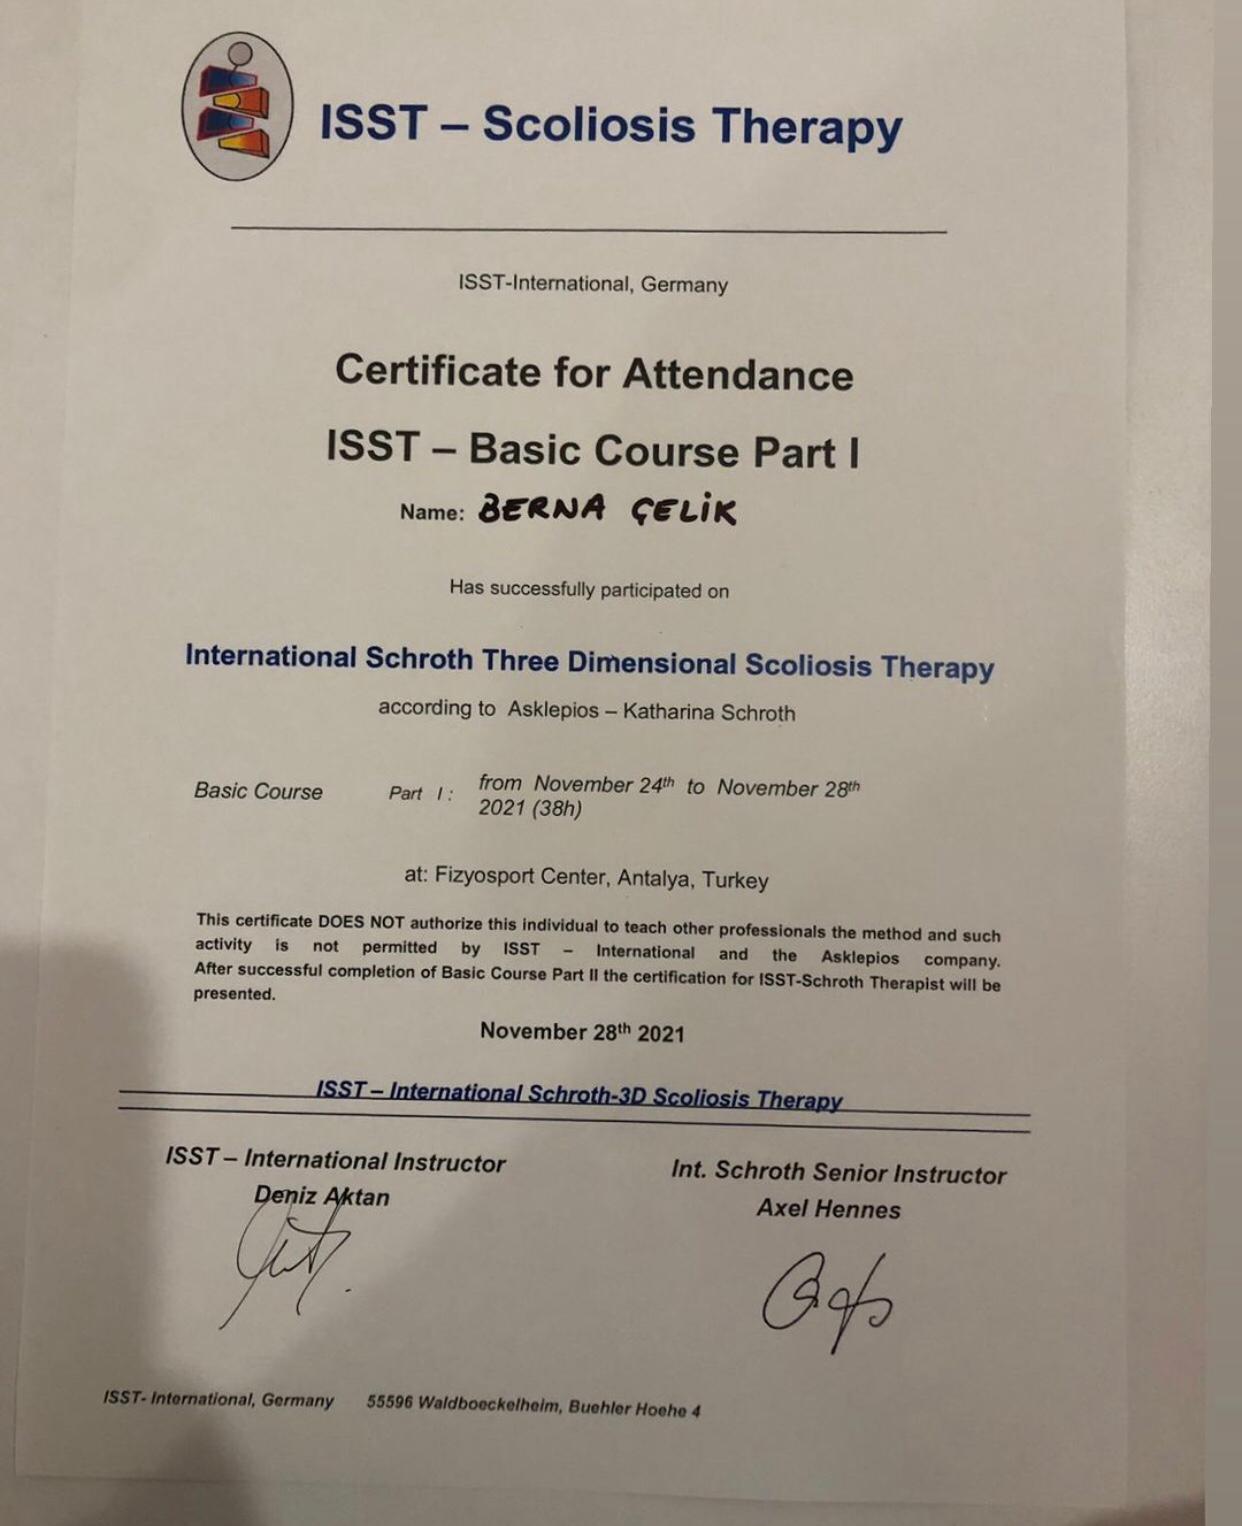 ISST – Scoliosis Therapy
ISST-International, Germany
Certificate for Attendance
ISST – Basic Course Part I
Name: BERNA ÇELİK
Has successfully participated on
International Schroth Three Dimensional Scoliosis Therapy
according to Asklepios – Katharina Schroth
Basic Course Part I: from November 24th to November 28th
2021 (38h)
at: Fizyosport Center, Antalya, Turkey
This certificate DOES NOT authorize this individual to teach other professionals the method and such
activity is not permitted by ISST – International and the Asklepios company.
After successful completion of Basic Course Part II the certification for ISST-Schroth Therapist will be
presented.
November 28th 2021
ISST – International Schroth-3D Scoliosis Therapy
ISST – International Instructor
Deniz Aktan
Int. Schroth Senior Instructor
Axel Hennes
ISST- International, Germany 55596 Waldboeckelheim, Buehler Hoehe 4